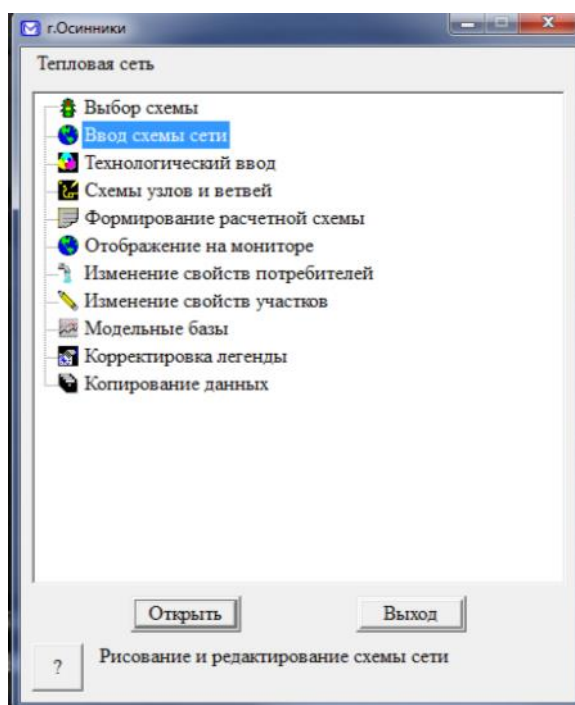 г.Осинники
Тепловая сеть
Выбор схемы
Ввод схемы сети
Технологический ввод
Схемы узлов и ветвей
Формирование расчетной схемы
Отображение на мониторе
Изменение свойств потребителей
Изменение свойств участков
Модельные базы
Корректировка легенды
Копирование данных
Открыть
Выход
?
Рисование и редактирование схемы сети